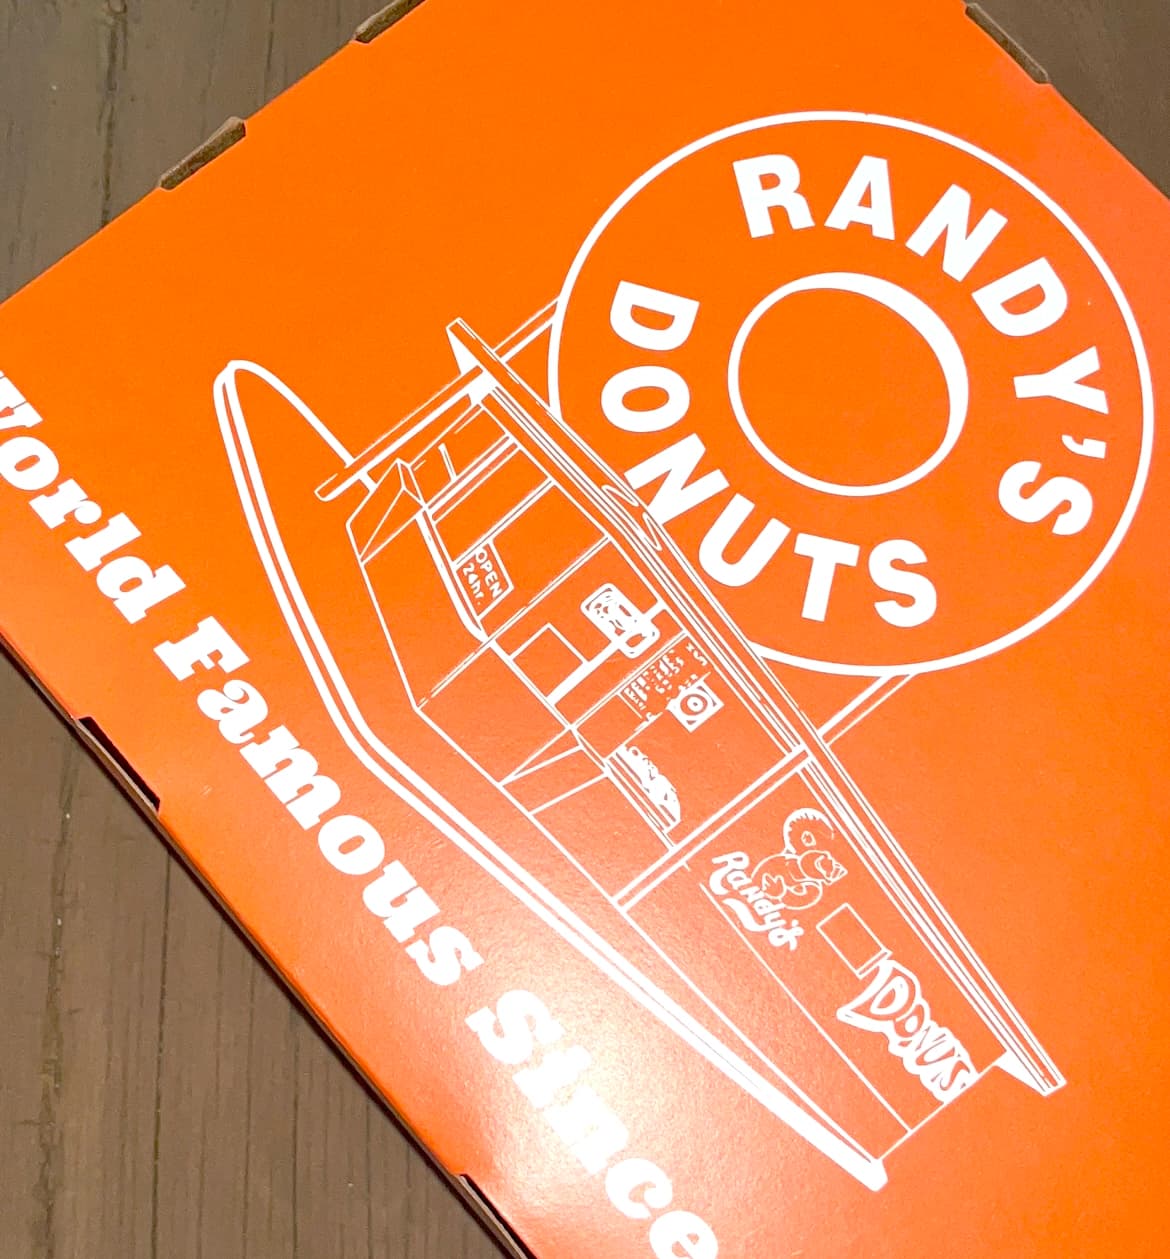 RANDY'S
DONUTS
OPEN
24hr.
Randy's
DONUTS
World Famous Since